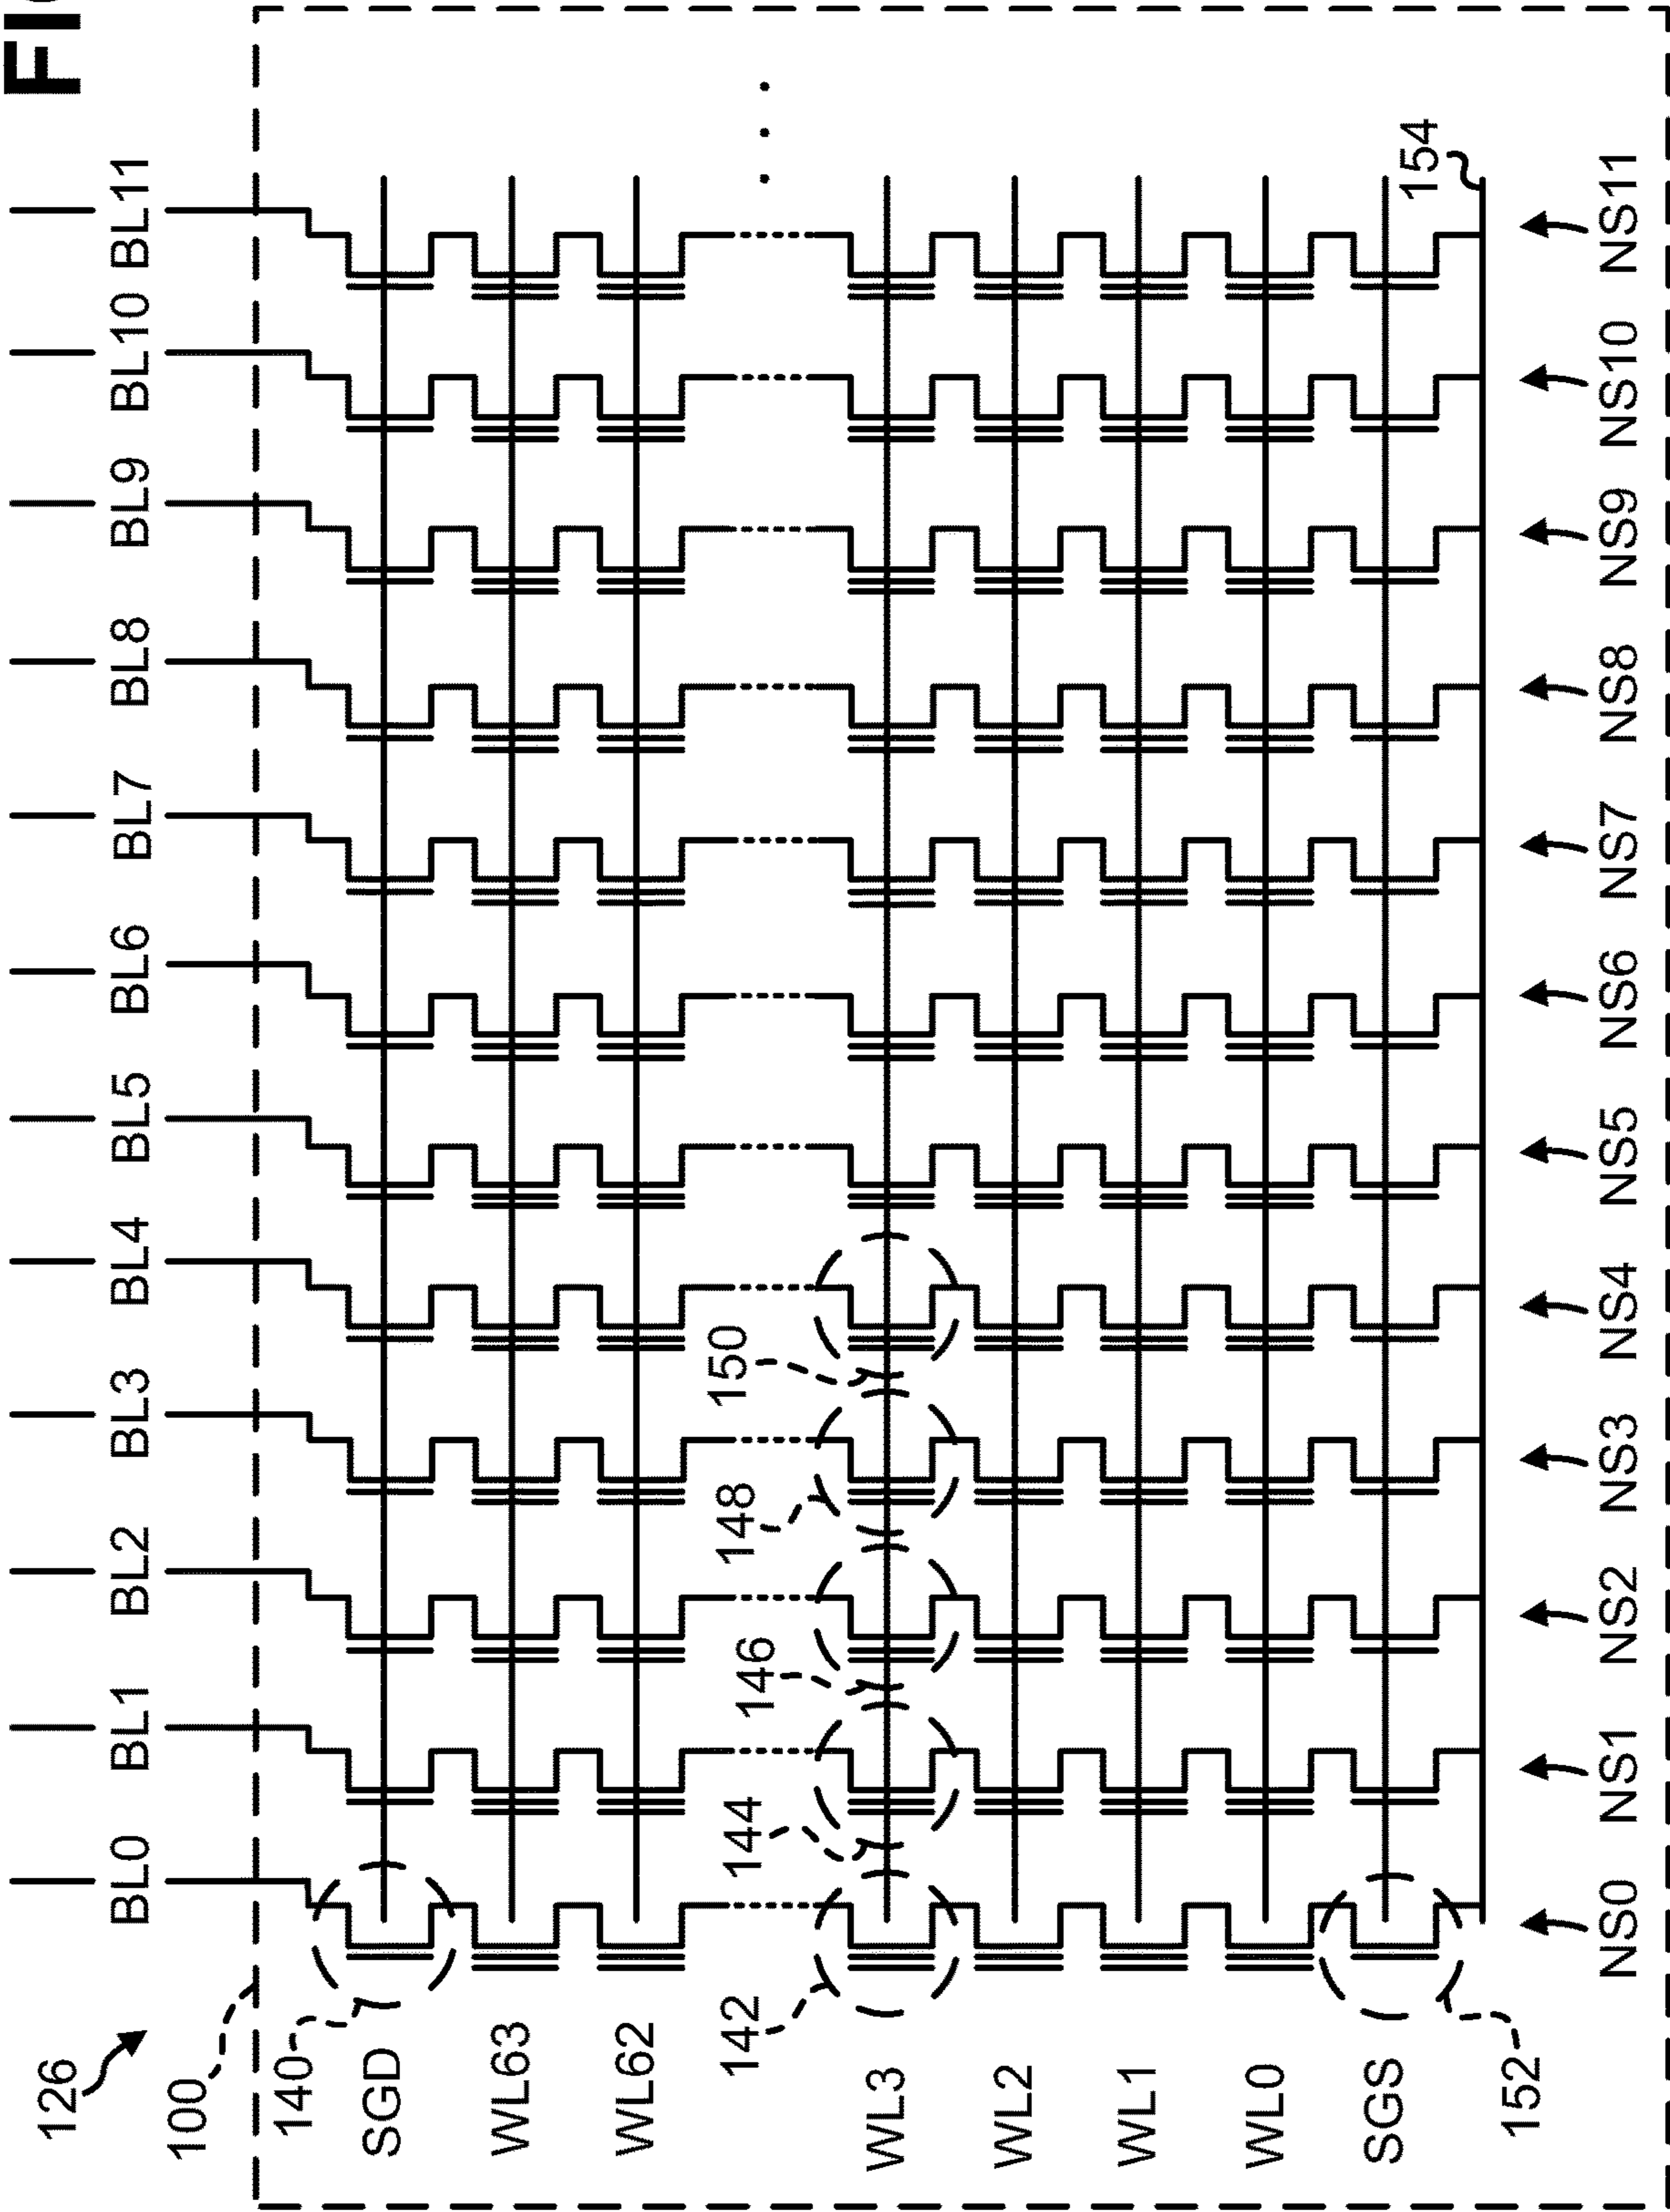 FI
126
BL0 BL1 BL2 BL3 BL4 BL5 BL6 BL7 BL8 BL9 BL10 BL11
100
140
SGD
WL63
WL62
142 144 146 148 150
WL3
WL2
WL1
WL0
SGS
154
152
NS0 NS1 NS2 NS3 NS4 NS5 NS6 NS7 NS8 NS9 NS10 NS11